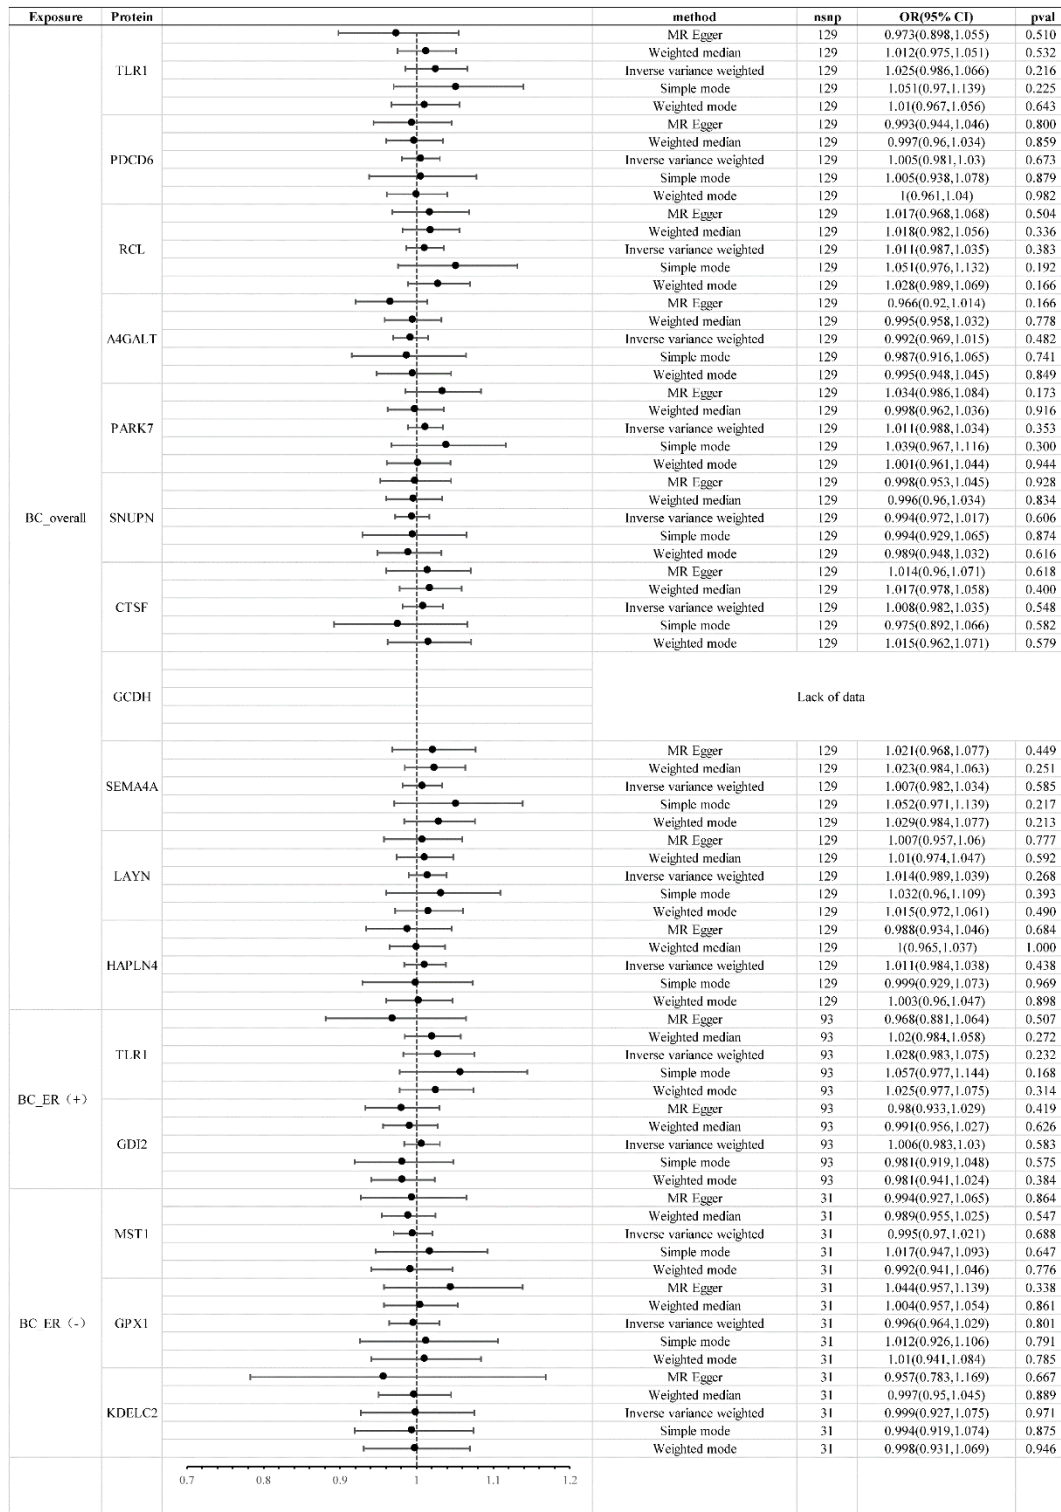 Exposure Protein method nsnp OR(95% CI) pval
MR Egger 129 0.973(0.898,1.055) 0.510
Weighted median 129 1.012(0.975,1.051) 0.532
TLR1 Inverse variance weighted 129 1.025(0.986,1.066) 0.216
Simple mode 129 1.051(0.97,1.139) 0.225
Weighted mode 129 1.01(0.967,1.056) 0.643
MR Egger 129 0.993(0.944,1.046) 0.800
Weighted median 129 0.997(0.96,1.034) 0.859
PDCD6 Inverse variance weighted 129 1.005(0.981,1.03) 0.673
Simple mode 129 1.005(0.938,1.078) 0.879
Weighted mode 129 1(0.961,1.04) 0.982
MR Egger 129 1.017(0.968,1.068) 0.504
Weighted median 129 1.018(0.982,1.056) 0.336
RCL Inverse variance weighted 129 1.011(0.987,1.035) 0.383
Simple mode 129 1.051(0.976,1.132) 0.192
Weighted mode 129 1.028(0.989,1.069) 0.166
MR Egger 129 0.966(0.92,1.014) 0.166
Weighted median 129 0.995(0.958,1.032) 0.778
A4GALT Inverse variance weighted 129 0.992(0.969,1.015) 0.482
Simple mode 129 0.987(0.916,1.065) 0.741
Weighted mode 129 0.995(0.948,1.045) 0.849
MR Egger 129 1.034(0.986,1.084) 0.173
Weighted median 129 0.998(0.962,1.036) 0.916
PARK7 Inverse variance weighted 129 1.011(0.988,1.034) 0.353
Simple mode 129 1.039(0.967,1.116) 0.300
Weighted mode 129 1.001(0.961,1.044) 0.944
MR Egger 129 0.998(0.953,1.045) 0.928
Weighted median 129 0.996(0.96,1.034) 0.834
BC_overall SNUPN Inverse variance weighted 129 0.994(0.972,1.017) 0.606
Simple mode 129 0.994(0.929,1.065) 0.874
Weighted mode 129 0.989(0.948,1.032) 0.616
MR Egger 129 1.014(0.96,1.071) 0.618
Weighted median 129 1.017(0.978,1.058) 0.400
CTSF Inverse variance weighted 129 1.008(0.982,1.035) 0.548
Simple mode 129 0.975(0.892,1.066) 0.582
Weighted mode 129 1.015(0.962,1.071) 0.579
GCDH Lack of data
MR Egger 129 1.021(0.968,1.077) 0.449
Weighted median 129 1.023(0.984,1.063) 0.251
SEMA4A Inverse variance weighted 129 1.007(0.982,1.034) 0.585
Simple mode 129 1.052(0.971,1.139) 0.217
Weighted mode 129 1.029(0.984,1.077) 0.213
MR Egger 129 1.007(0.957,1.06) 0.777
Weighted median 129 1.01(0.974,1.047) 0.592
LAYN Inverse variance weighted 129 1.014(0.989,1.039) 0.268
Simple mode 129 1.032(0.96,1.109) 0.393
Weighted mode 129 1.015(0.972,1.061) 0.490
MR Egger 129 0.988(0.934,1.046) 0.684
Weighted median 129 1(0.965,1.037) 1.000
HAPLN4 Inverse variance weighted 129 1.011(0.984,1.038) 0.438
Simple mode 129 0.999(0.929,1.073) 0.969
Weighted mode 129 1.003(0.96,1.047) 0.898
MR Egger 93 0.968(0.881,1.064) 0.507
Weighted median 93 1.02(0.984,1.058) 0.272
TLR1 Inverse variance weighted 93 1.028(0.983,1.075) 0.232
Simple mode 93 1.057(0.977,1.144) 0.168
Weighted mode 93 1.025(0.977,1.075) 0.314
BC_ER（+）
MR Egger 93 0.98(0.933,1.029) 0.419
Weighted median 93 0.991(0.956,1.027) 0.626
GDI2 Inverse variance weighted 93 1.006(0.983,1.03) 0.583
Simple mode 93 0.981(0.919,1.048) 0.575
Weighted mode 93 0.981(0.941,1.024) 0.384
MR Egger 31 0.994(0.927,1.065) 0.864
Weighted median 31 0.989(0.955,1.025) 0.547
MST1 Inverse variance weighted 31 0.995(0.97,1.021) 0.688
Simple mode 31 1.017(0.947,1.093) 0.647
Weighted mode 31 0.992(0.941,1.046) 0.776
MR Egger 31 1.044(0.957,1.139) 0.338
Weighted median 31 1.004(0.957,1.054) 0.861
BC_ER（-） GPX1 Inverse variance weighted 31 0.996(0.964,1.029) 0.801
Simple mode 31 1.012(0.926,1.106) 0.791
Weighted mode 31 1.01(0.941,1.084) 0.785
MR Egger 31 0.957(0.783,1.169) 0.667
Weighted median 31 0.997(0.95,1.045) 0.889
KDELC2 Inverse variance weighted 31 0.999(0.927,1.075) 0.971
Simple mode 31 0.994(0.919,1.074) 0.875
Weighted mode 31 0.998(0.931,1.069) 0.946
0.7 0.8 0.9 1 1.1 1.2